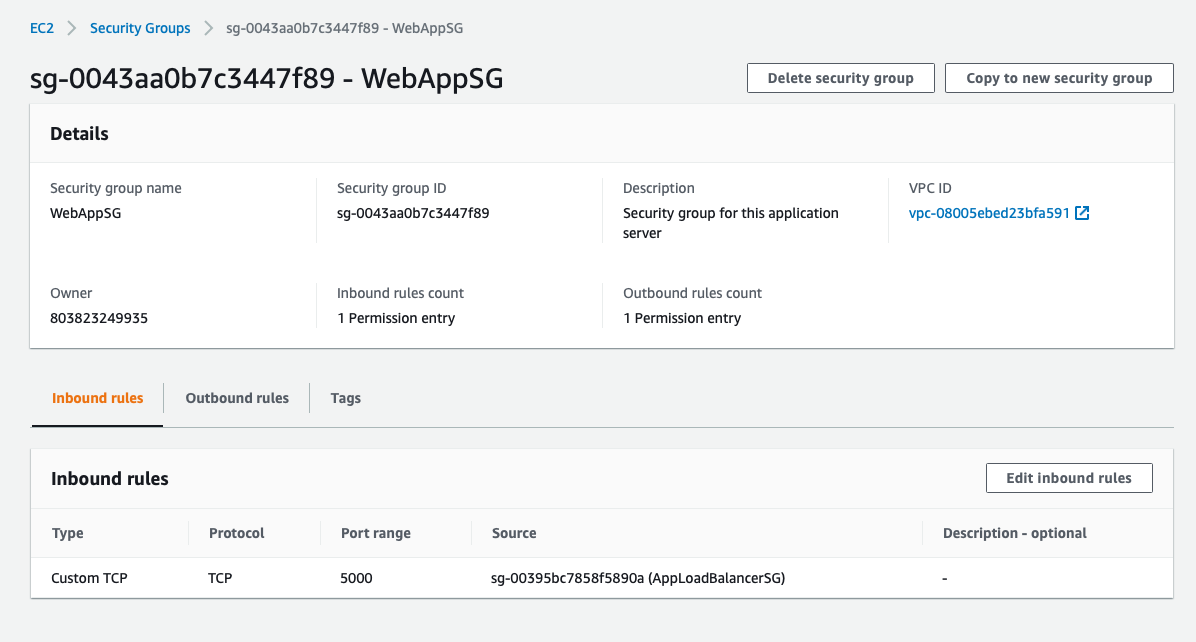 EC2 > Security Groups > sg-0043aa0b7c3447f89 - WebAppSG
sg-0043aa0b7c3447f89 - WebAppSG
Delete security group
Copy to new security group
Details
Security group name
WebAppSG
Security group ID
sg-0043aa0b7c3447f89
Description
Security group for this application
server
VPC ID
vpc-08005ebed23bfa591
Owner
803823249935
Inbound rules count
1 Permission entry
Outbound rules count
1 Permission entry
Inbound rules
Outbound rules
Tags
Inbound rules
Edit inbound rules
Type Protocol Port range Source Description - optional
Custom TCP TCP 5000 sg-00395bc7858f5890a (AppLoadBalancerSG) -